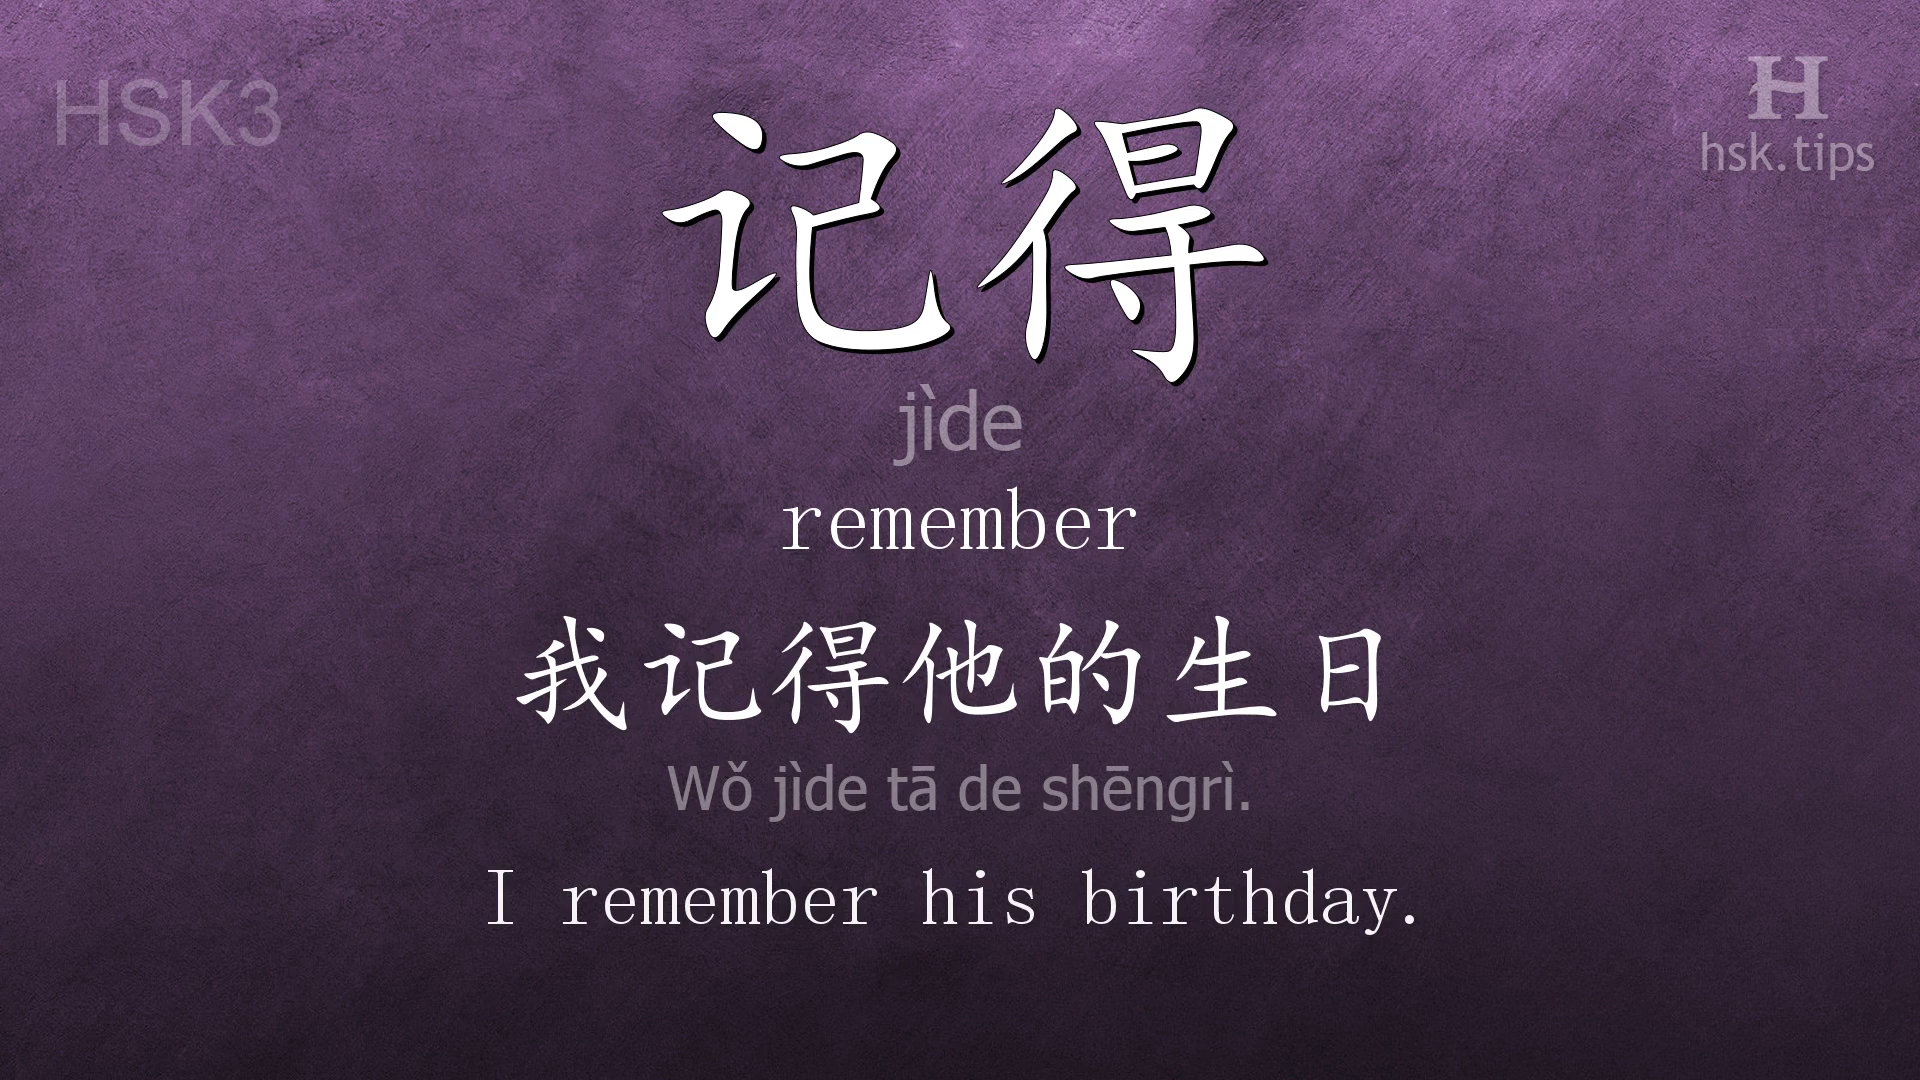 HSK3
H
hsk.tips
记得
jìde
remember
我记得他的生日
Wǒ jìde tā de shēngrì.
I remember his birthday.